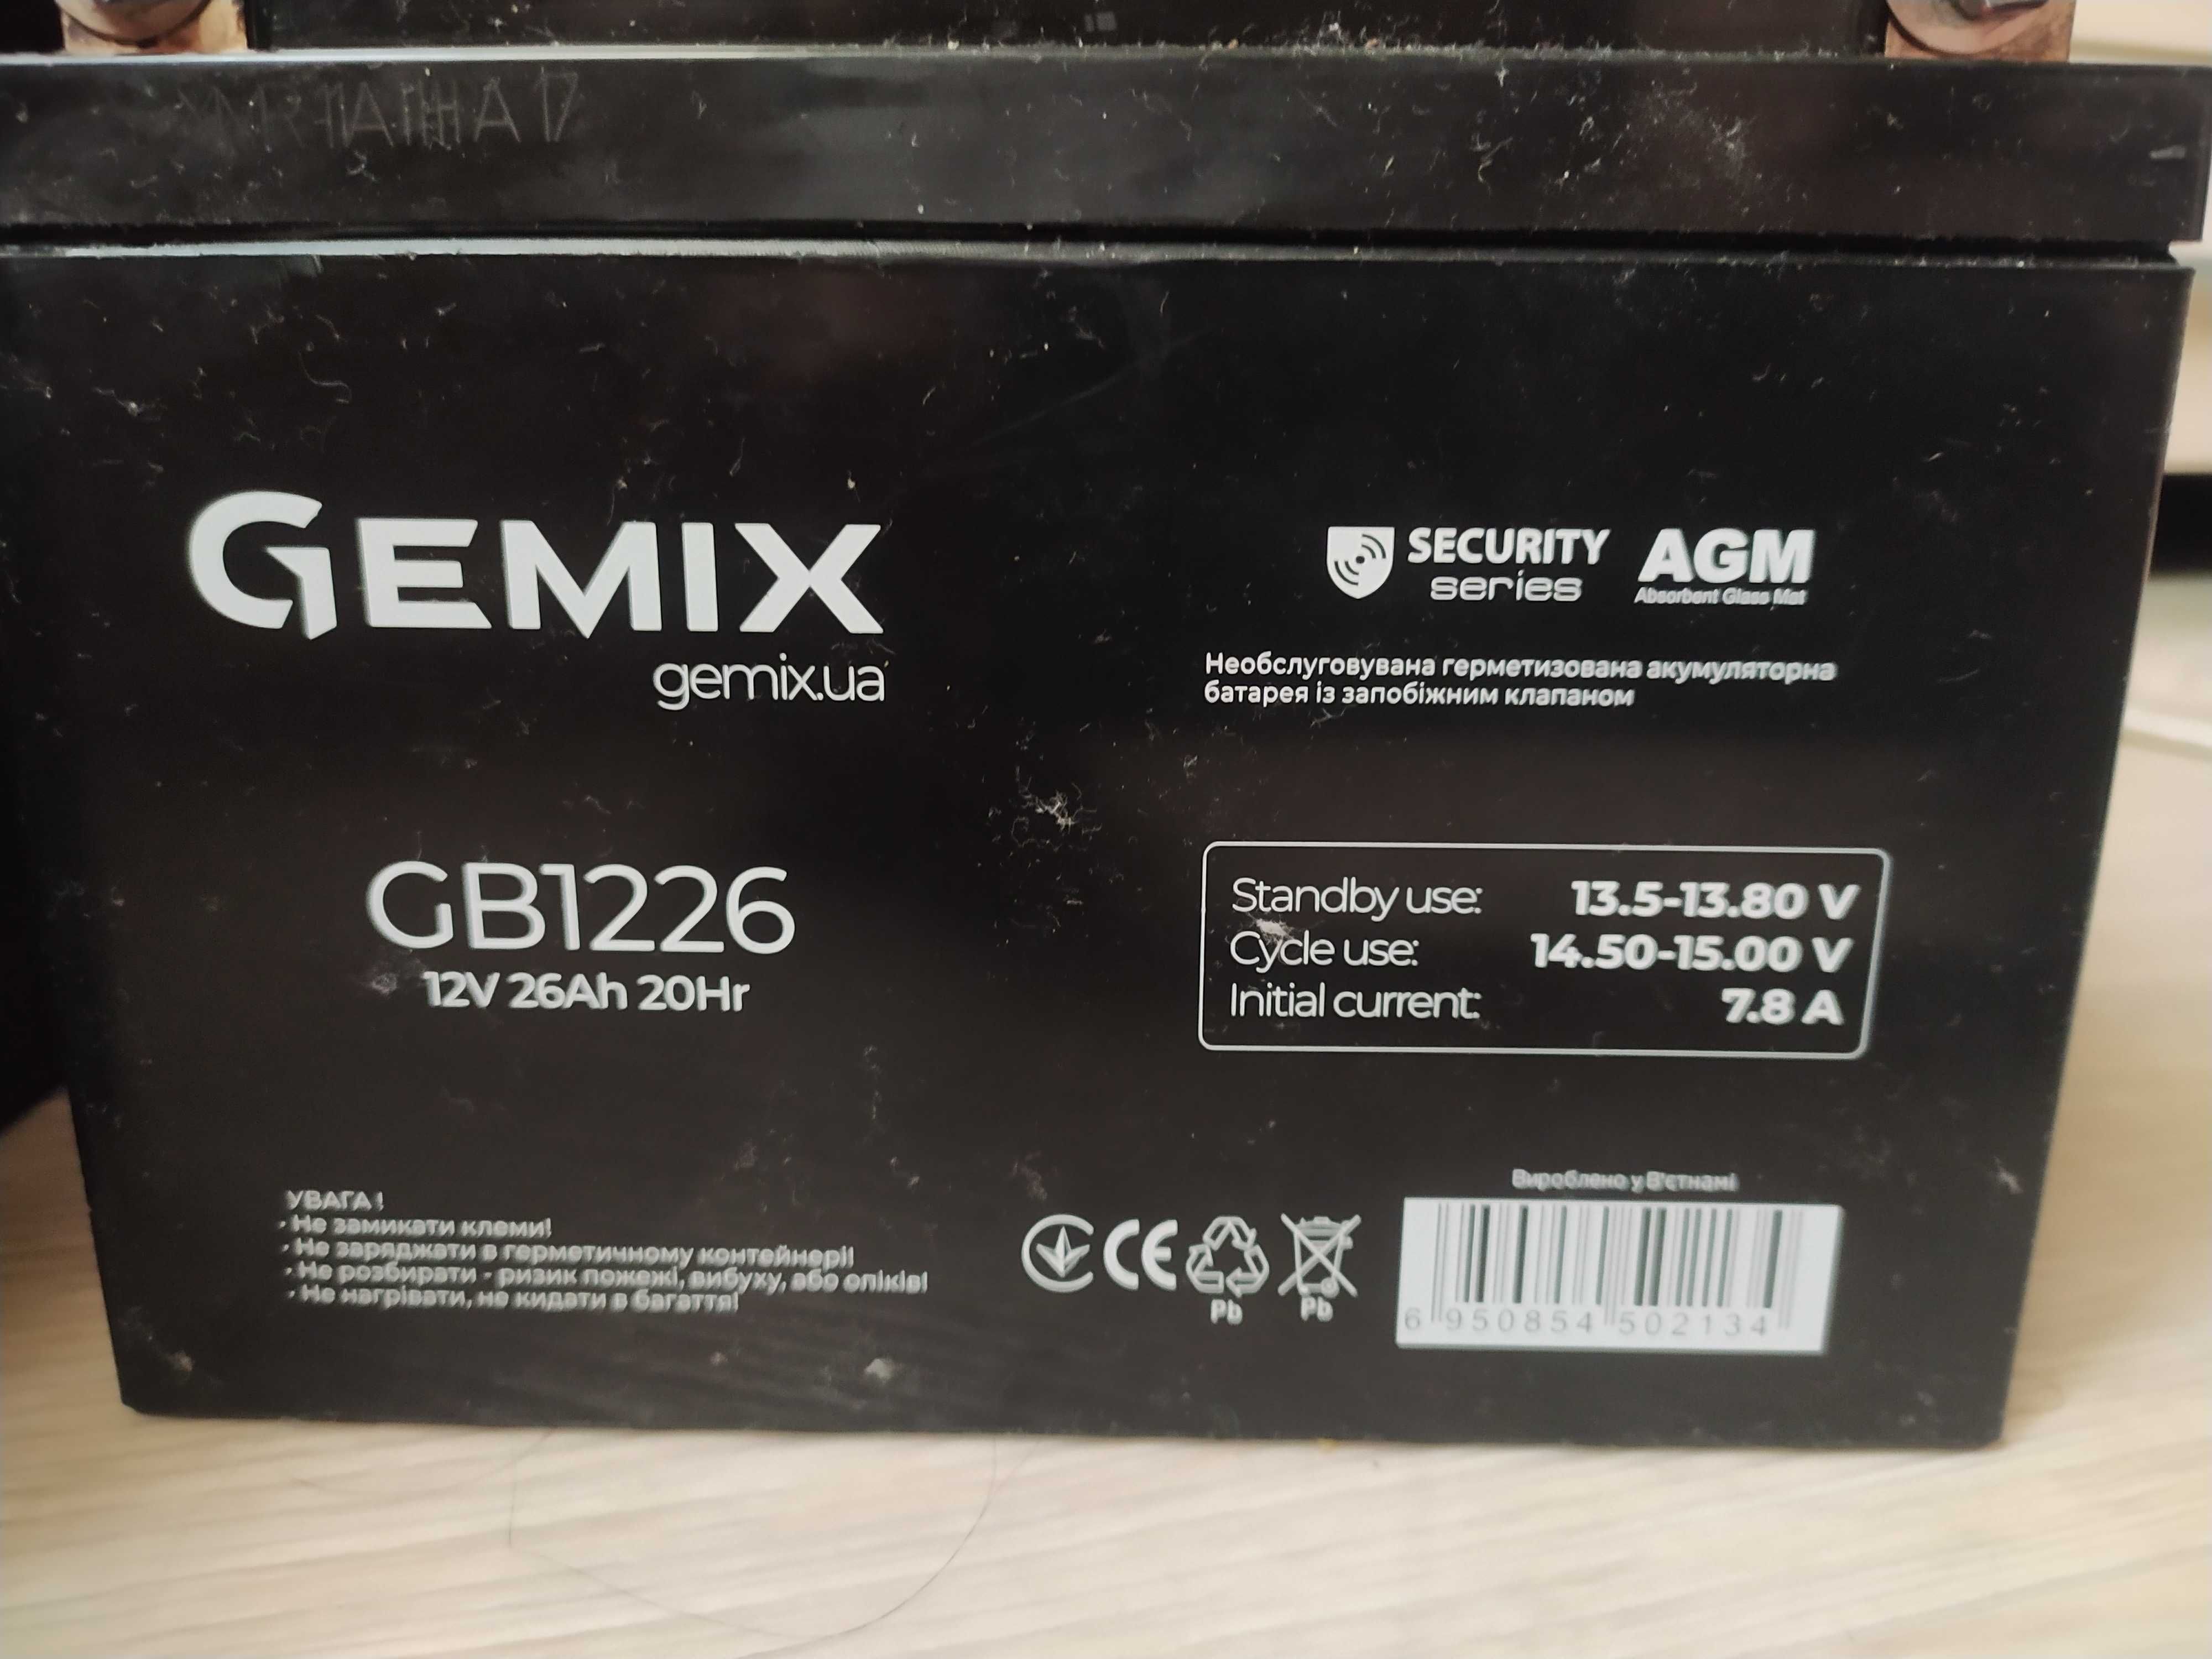 GEMIX
gemix.ua
SECURITY series
AGM
Absorbent Glass Mat
Необслуговувана герметизована акумуляторна
батарея із запобіжним клапаном
GB1226
12V 26Ah 20Hr
Standby use: 13.5-13.80 V
Cycle use: 14.50-15.00 V
Initial current: 7.8 A
УВАГА!
· Не замикати клеми!
· Не заряджати в герметичному контейнері!
· Не розбирати - ризик пожежі, вибуху, або опіків!
· Не нагрівати, не кидати в багаття!
CE
Pb
Pb
Вироблено у В'єтнамі
6 950854 502134